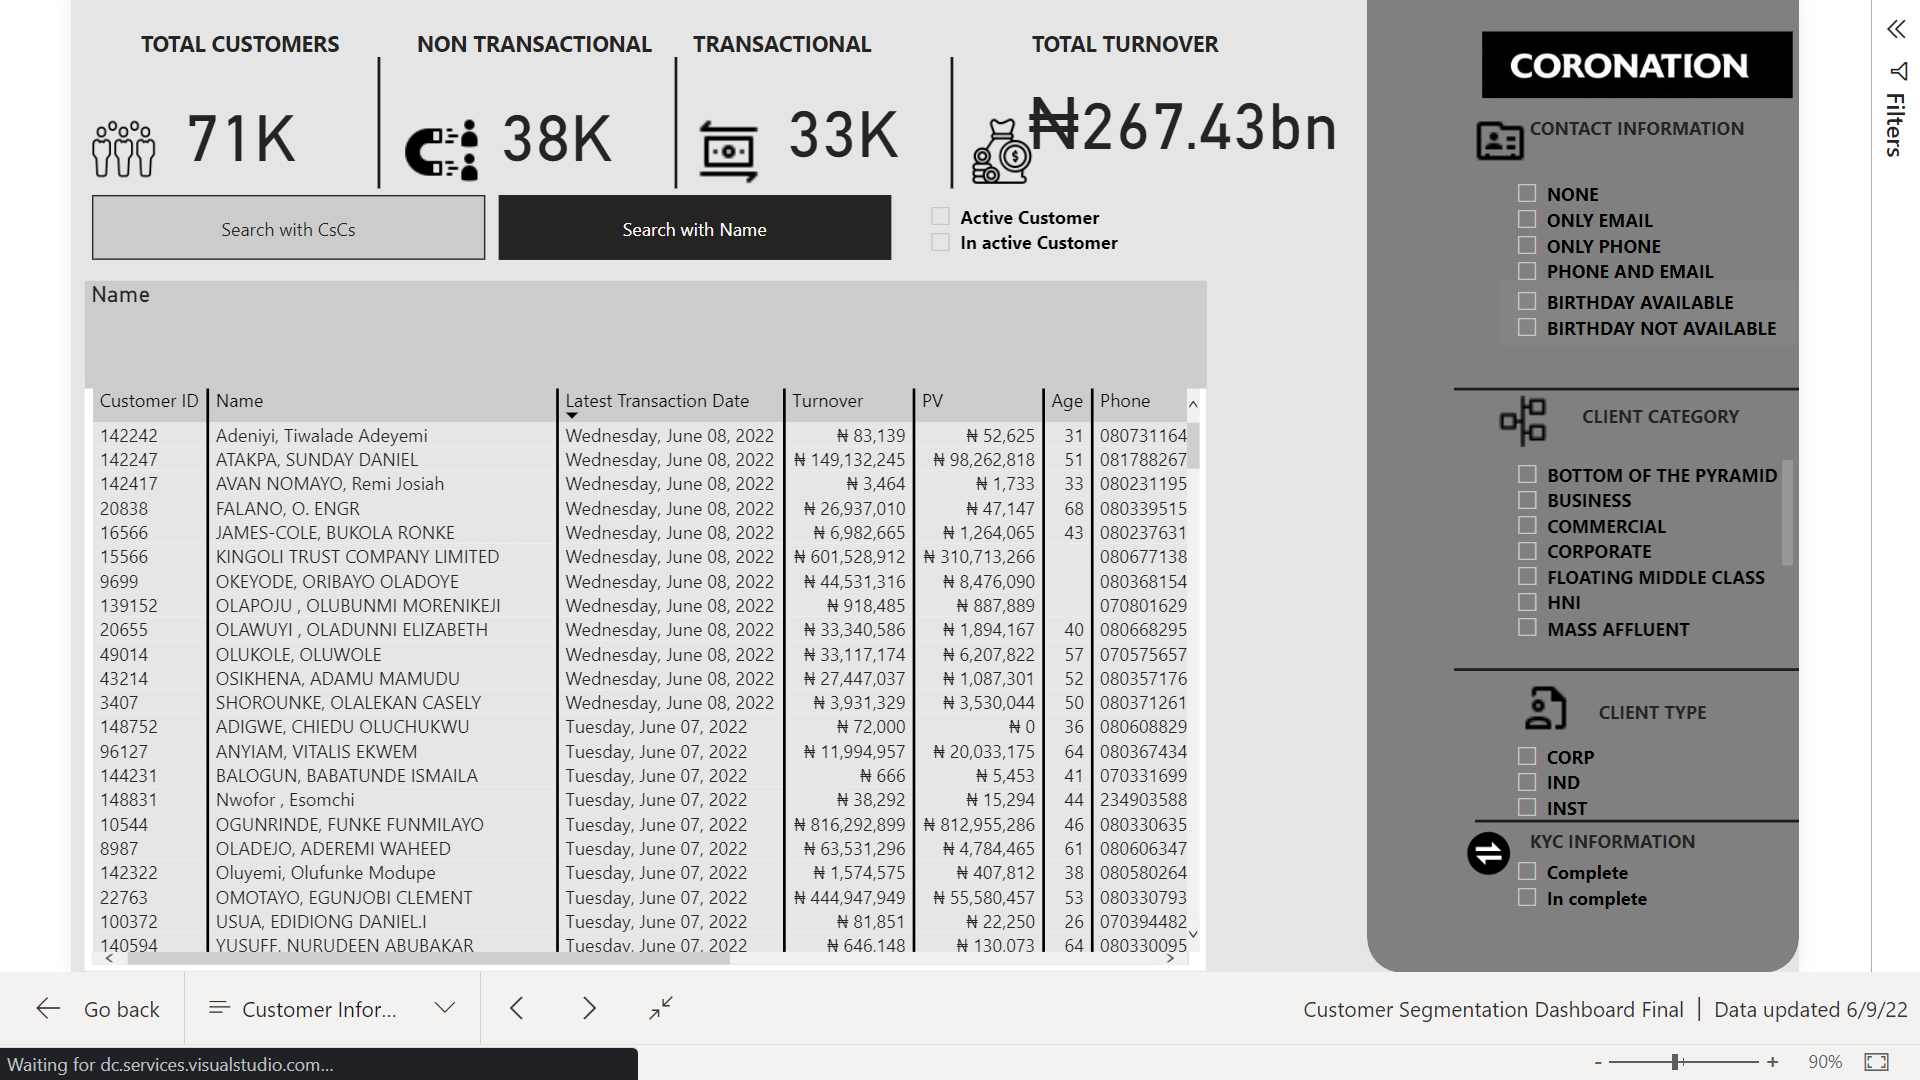 TOTAL CUSTOMERS
NON TRANSACTIONAL
TRANSACTIONAL
TOTAL TURNOVER
71K
38K
33K
₦267.43bn
Search with CsCs
Search with Name
Active Customer
In active Customer
Name
Customer ID Name Latest Transaction Date Turnover PV Age Phone
142242 Adeniyi, Tiwalade Adeyemi Wednesday, June 08, 2022 ₦ 83,139 ₦ 52,625 31 080731164
142247 ATAKPA, SUNDAY DANIEL Wednesday, June 08, 2022 ₦ 149,132,245 ₦ 98,262,818 51 081788267
142417 AVAN NOMAYO, Remi Josiah Wednesday, June 08, 2022 ₦ 3,464 ₦ 1,733 33 080231195
20838 FALANO, O. ENGR Wednesday, June 08, 2022 ₦ 26,937,010 ₦ 47,147 68 080339515
16566 JAMES-COLE, BUKOLA RONKE Wednesday, June 08, 2022 ₦ 6,982,665 ₦ 1,264,065 43 080237631
15566 KINGOLI TRUST COMPANY LIMITED Wednesday, June 08, 2022 ₦ 601,528,912 ₦ 310,713,266 080677138
9699 OKEYODE, ORIBAYO OLADOYE Wednesday, June 08, 2022 ₦ 44,531,316 ₦ 8,476,090 080368154
139152 OLAPOJU , OLUBUNMI MORENIKEJI Wednesday, June 08, 2022 ₦ 918,485 ₦ 887,889 070801629
20655 OLAWUYI , OLADUNNI ELIZABETH Wednesday, June 08, 2022 ₦ 33,340,586 ₦ 1,894,167 40 080668295
49014 OLUKOLE, OLUWOLE Wednesday, June 08, 2022 ₦ 33,117,174 ₦ 6,207,822 57 070575657
43214 OSIKHENA, ADAMU MAMUDU Wednesday, June 08, 2022 ₦ 27,447,037 ₦ 1,087,301 52 080357176
3407 SHOROUNKE, OLALEKAN CASELY Wednesday, June 08, 2022 ₦ 3,931,329 ₦ 3,530,044 50 080371261
148752 ADIGWE, CHIEDU OLUCHUKWU Tuesday, June 07, 2022 ₦ 72,000 ₦ 0 36 080608829
96127 ANYIAM, VITALIS EKWEM Tuesday, June 07, 2022 ₦ 11,994,957 ₦ 20,033,175 64 080367434
144231 BALOGUN, BABATUNDE ISMAILA Tuesday, June 07, 2022 ₦ 666 ₦ 5,453 41 070331699
148831 Nwofor , Esomchi Tuesday, June 07, 2022 ₦ 38,292 ₦ 15,294 44 234903588
10544 OGUNRINDE, FUNKE FUNMILAYO Tuesday, June 07, 2022 ₦ 816,292,899 ₦ 812,955,286 46 080330635
8987 OLADEJO, ADEREMI WAHEED Tuesday, June 07, 2022 ₦ 63,531,296 ₦ 4,784,465 61 080606347
142322 Oluyemi, Olufunke Modupe Tuesday, June 07, 2022 ₦ 1,574,575 ₦ 407,812 38 080580264
22763 OMOTAYO, EGUNJOBI CLEMENT Tuesday, June 07, 2022 ₦ 444,947,949 ₦ 55,580,457 53 080330793
100372 USUA, EDIDIONG DANIEL.I Tuesday, June 07, 2022 ₦ 81,851 ₦ 22,250 26 070394482
140594 YUSUFF, NURUDEEN ABUBAKAR Tuesday, June 07, 2022 ₦ 646,148 ₦ 130,073 64 080330095
CORONATION
CONTACT INFORMATION
NONE
ONLY EMAIL
ONLY PHONE
PHONE AND EMAIL
BIRTHDAY AVAILABLE
BIRTHDAY NOT AVAILABLE
CLIENT CATEGORY
BOTTOM OF THE PYRAMID
BUSINESS
COMMERCIAL
CORPORATE
FLOATING MIDDLE CLASS
HNI
MASS AFFLUENT
CLIENT TYPE
CORP
IND
INST
KYC INFORMATION
Complete
In complete
Filters
Go back
Customer Infor...
Customer Segmentation Dashboard Final | Data updated 6/9/22
Waiting for dc.services.visualstudio.com...
- + 90%